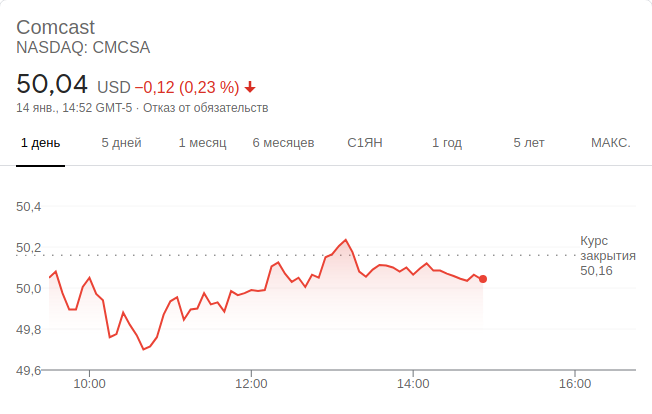 Comcast
NASDAQ: CMCSA
50,04 USD −0,12 (0,23 %)
14 янв., 14:52 GMT-5 · Отказ от обязательств
1 день 5 дней 1 месяц 6 месяцев С1ЯН 1 год 5 лет МАКС.
50,4
50,2
50,0
49,8
49,6
Курс
закрытия
50,16
10:00 12:00 14:00 16:00